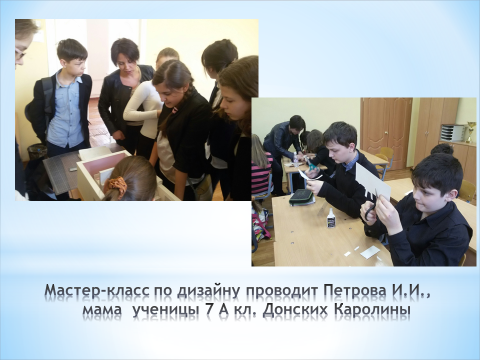 Мастер-класс по дизайну проводит Петрова И.И.,
мама ученицы 7 А кл. Донских Каролины